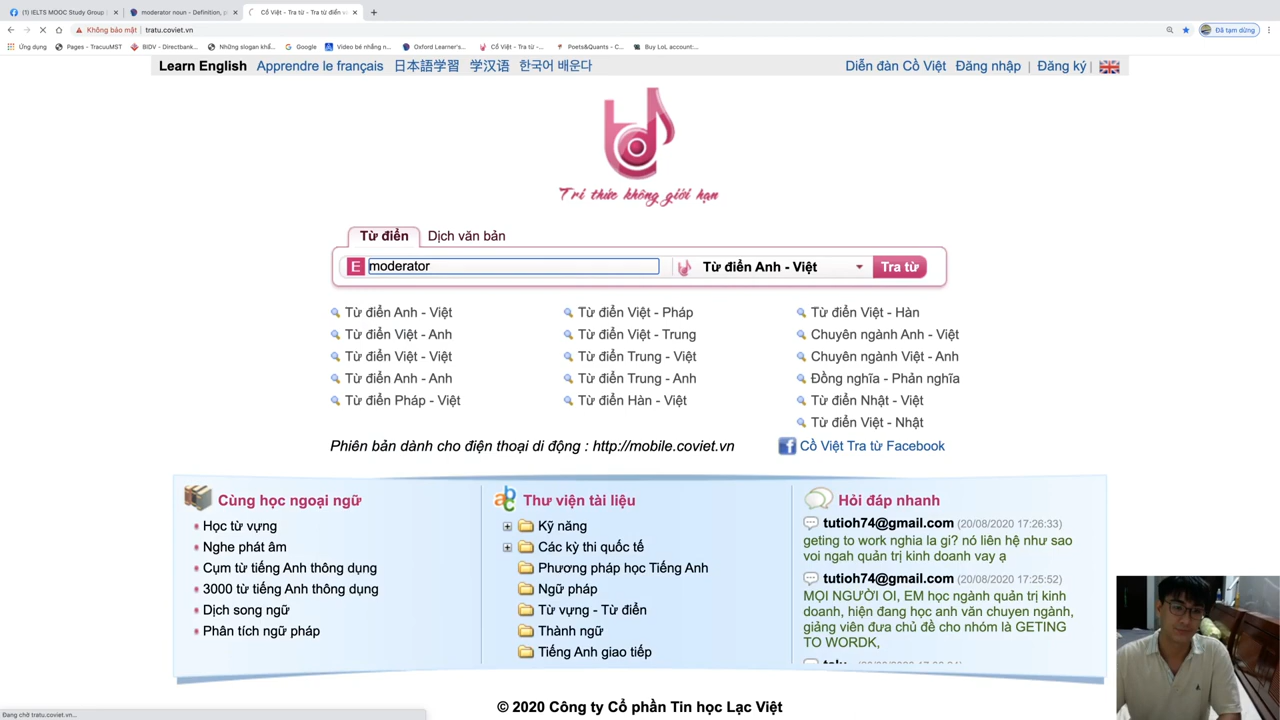 (1) IELTS MOOC Study Group
moderator noun - Definition, p
Cồ Việt - Tra từ - Tra từ điển v
Không bảo mật | tratu.coviet.vn
Đã tạm dừng
Ứng dụng
Pages - TracuuMST
BIDV - Directbank...
Những slogan khẩ...
Google
Video bé nhắng n...
Oxford Learner's...
Cồ Việt - Tra từ -...
Poets&Quants - C...
Buy LoL account:...
Learn English Apprendre le français 日本語学習 学汉语 한국어 배운다
Diễn đàn Cồ Việt Đăng nhập | Đăng ký |
Tri thức không giới hạn
Từ điển Dịch văn bản
E moderator Từ điển Anh - Việt Tra từ
Từ điển Anh - Việt Từ điển Việt - Pháp Từ điển Việt - Hàn
Từ điển Việt - Anh Từ điển Việt - Trung Chuyên ngành Anh - Việt
Từ điển Việt - Việt Từ điển Trung - Việt Chuyên ngành Việt - Anh
Từ điển Anh - Anh Từ điển Trung - Anh Đồng nghĩa - Phản nghĩa
Từ điển Pháp - Việt Từ điển Hàn - Việt Từ điển Nhật - Việt
Từ điển Việt - Nhật
Phiên bản dành cho điện thoại di động : http://mobile.coviet.vn
Cồ Việt Tra từ Facebook
Cùng học ngoại ngữ
Học từ vựng
Nghe phát âm
Cụm từ tiếng Anh thông dụng
3000 từ tiếng Anh thông dụng
Dịch song ngữ
Phân tích ngữ pháp
Thư viện tài liệu
Kỹ năng
Các kỳ thi quốc tế
Phương pháp học Tiếng Anh
Ngữ pháp
Từ vựng - Từ điển
Thành ngữ
Tiếng Anh giao tiếp
Hỏi đáp nhanh
tutioh74@gmail.com (20/08/2020 17:26:33)
geting to work nghia la gi? nó liên hệ như sao
voi ngah quản trị kinh doanh vay ạ
tutioh74@gmail.com (20/08/2020 17:25:52)
MỌI NGƯỜI OI, EM học ngành quản trị kinh
doanh, hiện đang học anh văn chuyen ngành,
giảng viên đưa chủ đề cho nhóm là GETING
TO WORDK,
© 2020 Công ty Cổ phần Tin học Lạc Việt
Đang chờ tratu.coviet.vn...